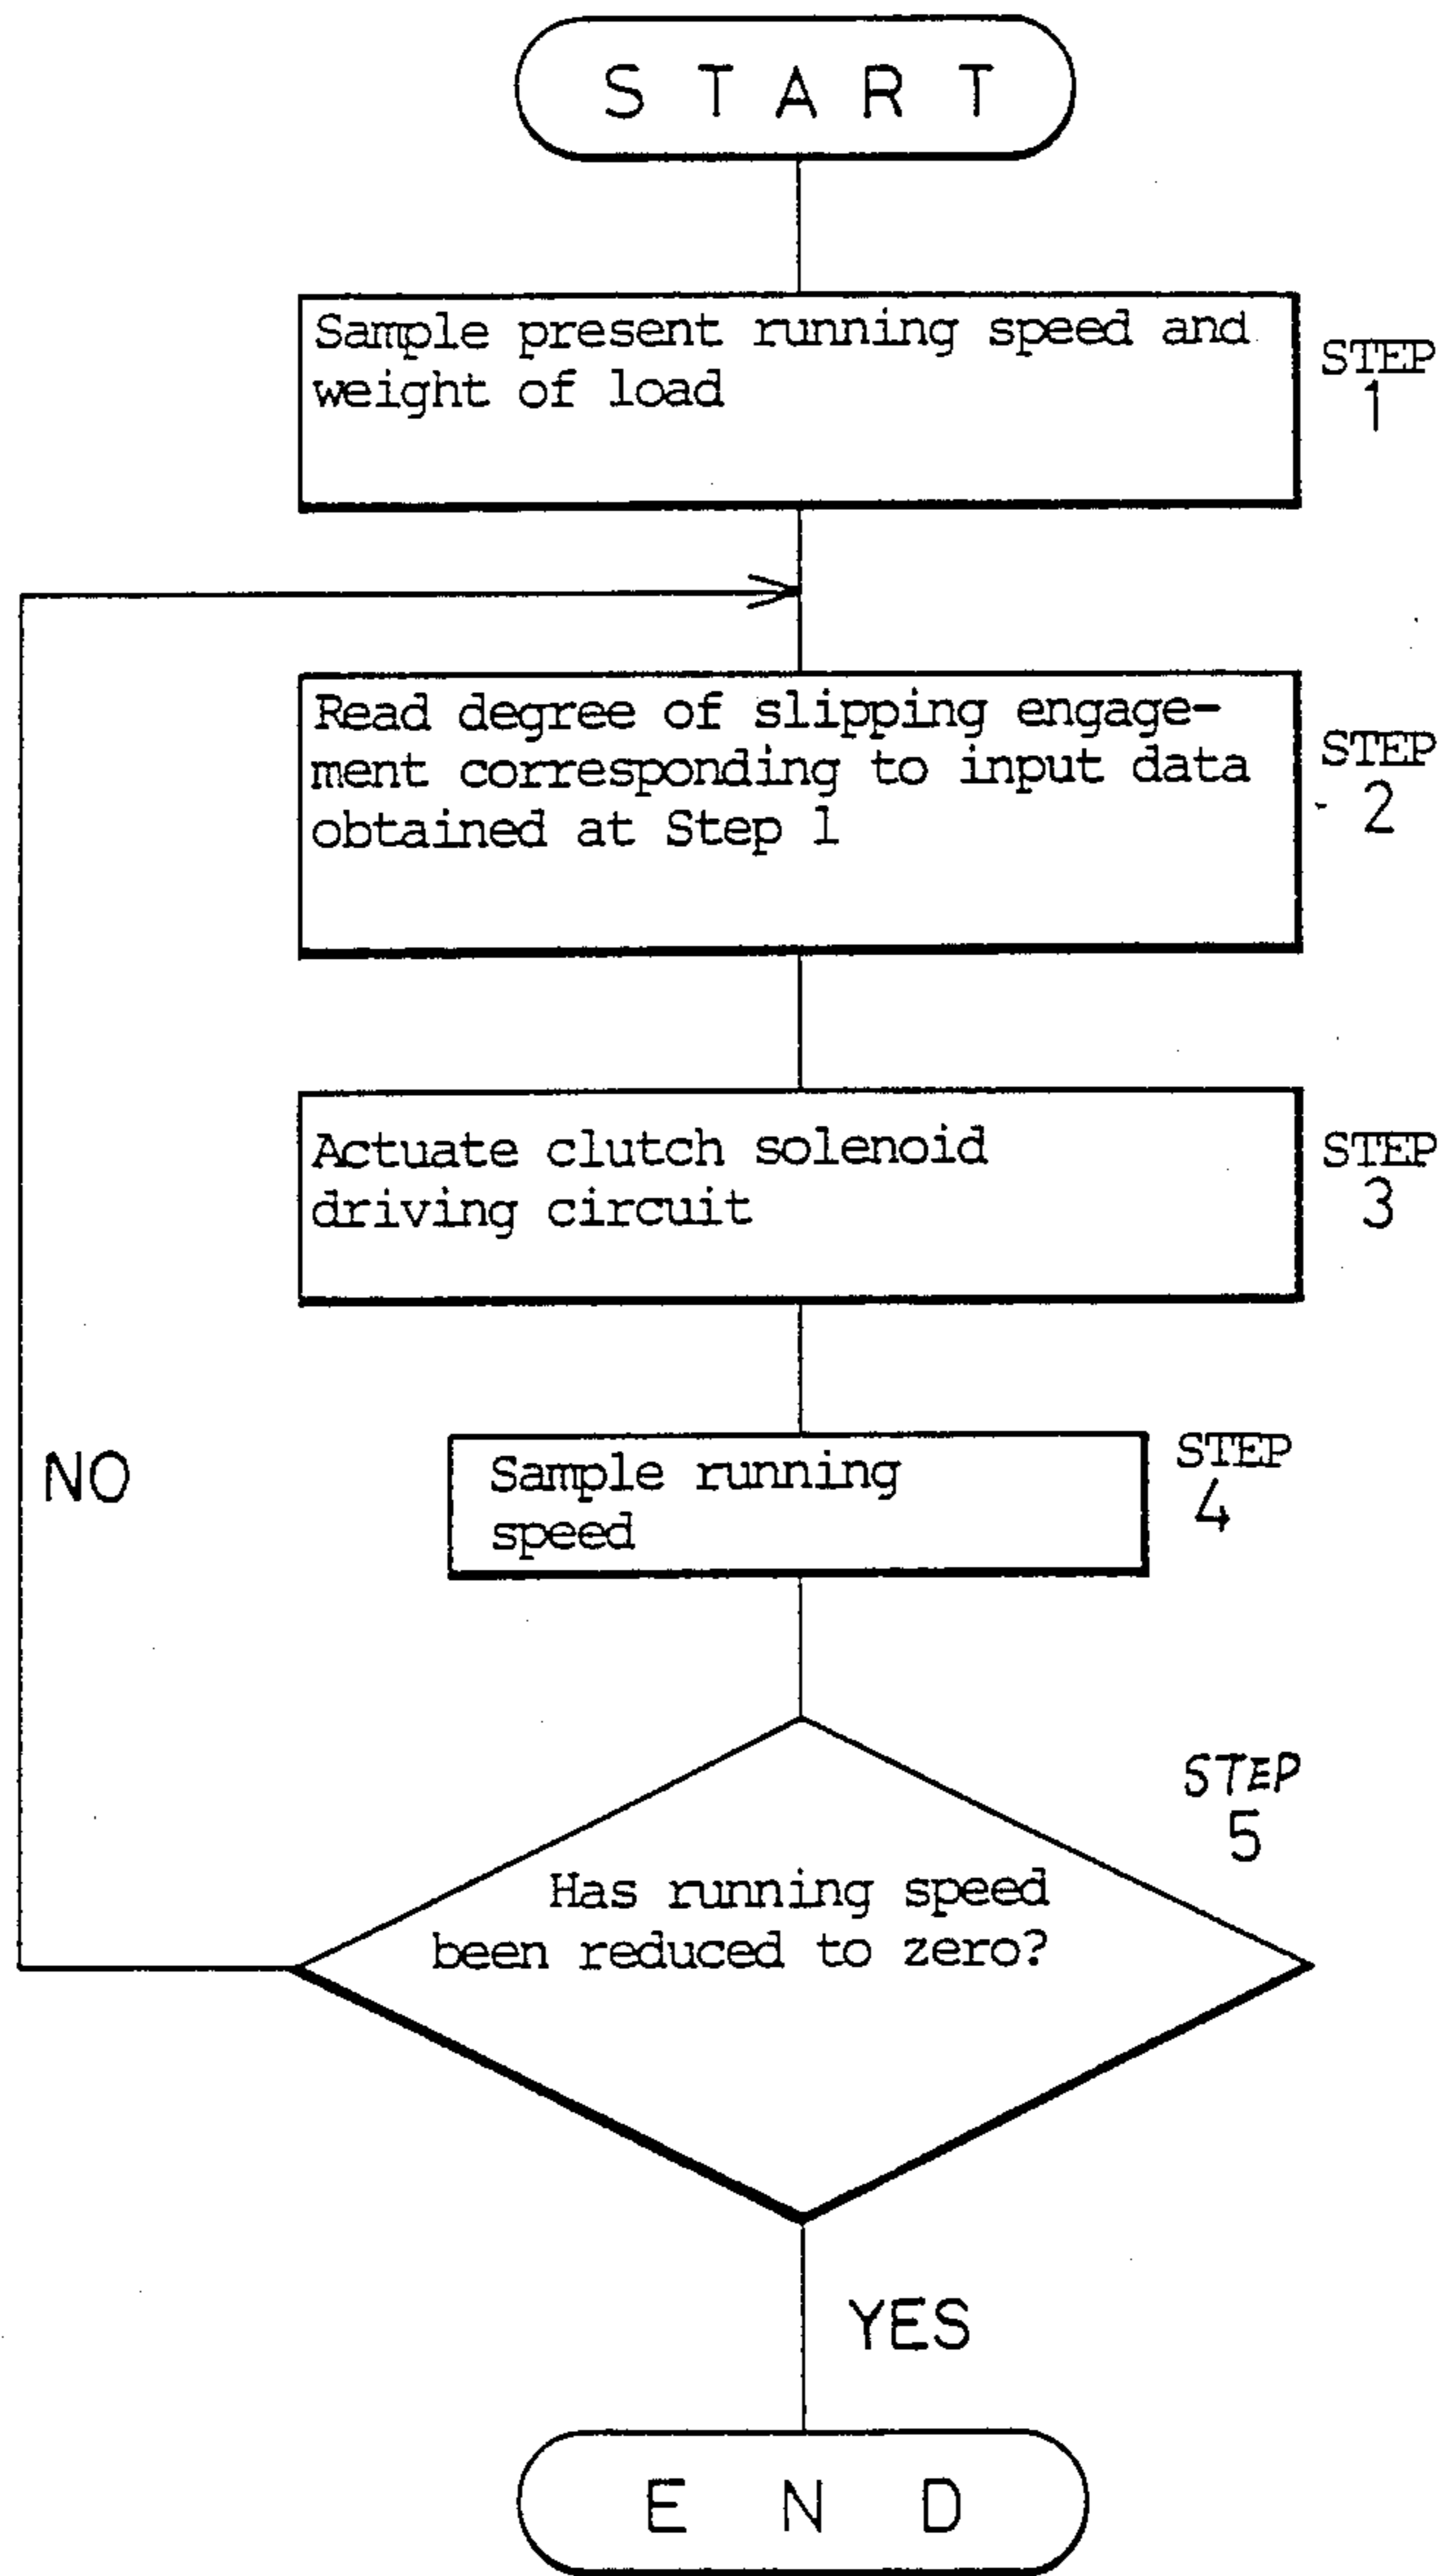 START
Sample present running speed and
weight of load
STEP
1
Read degree of slipping engage-
ment corresponding to input data
obtained at Step 1
STEP
2
Actuate clutch solenoid
driving circuit
STEP
3
Sample running
speed
STEP
4
NO
STEP
5
Has running speed
been reduced to zero?
YES
END